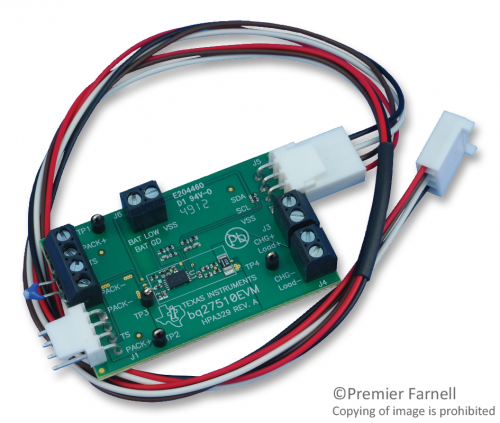 E204460
D1 94V-0
4912
J5
J6
TP1
BAT LOW VSS
BAT GD
SDA
SCL
VSS
J3
PACK+
TS
PACK-
Pb
CHG+
Load+
TP4
PACK-
TP3
TEXAS INSTRUMENTS
bq27510EVM
HPA329 REV. A
CHG-
Load-
J4
TS
PACK+
J1
TP2
©Premier Farnell
Copying of image is prohibited